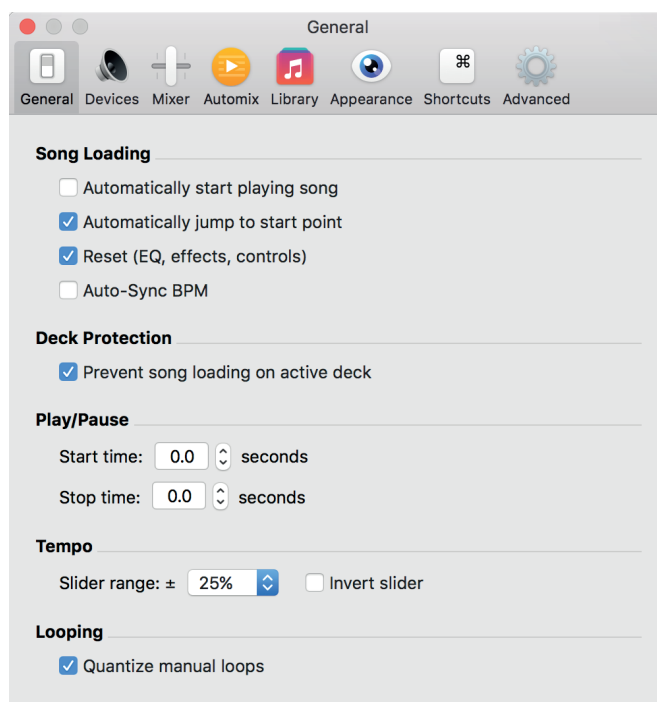 General
General Devices Mixer Automix Library Appearance Shortcuts Advanced
Song Loading
Automatically start playing song
Automatically jump to start point
Reset (EQ, effects, controls)
Auto-Sync BPM
Deck Protection
Prevent song loading on active deck
Play/Pause
Start time: 0.0 seconds
Stop time: 0.0 seconds
Tempo
Slider range: ± 25% Invert slider
Looping
Quantize manual loops